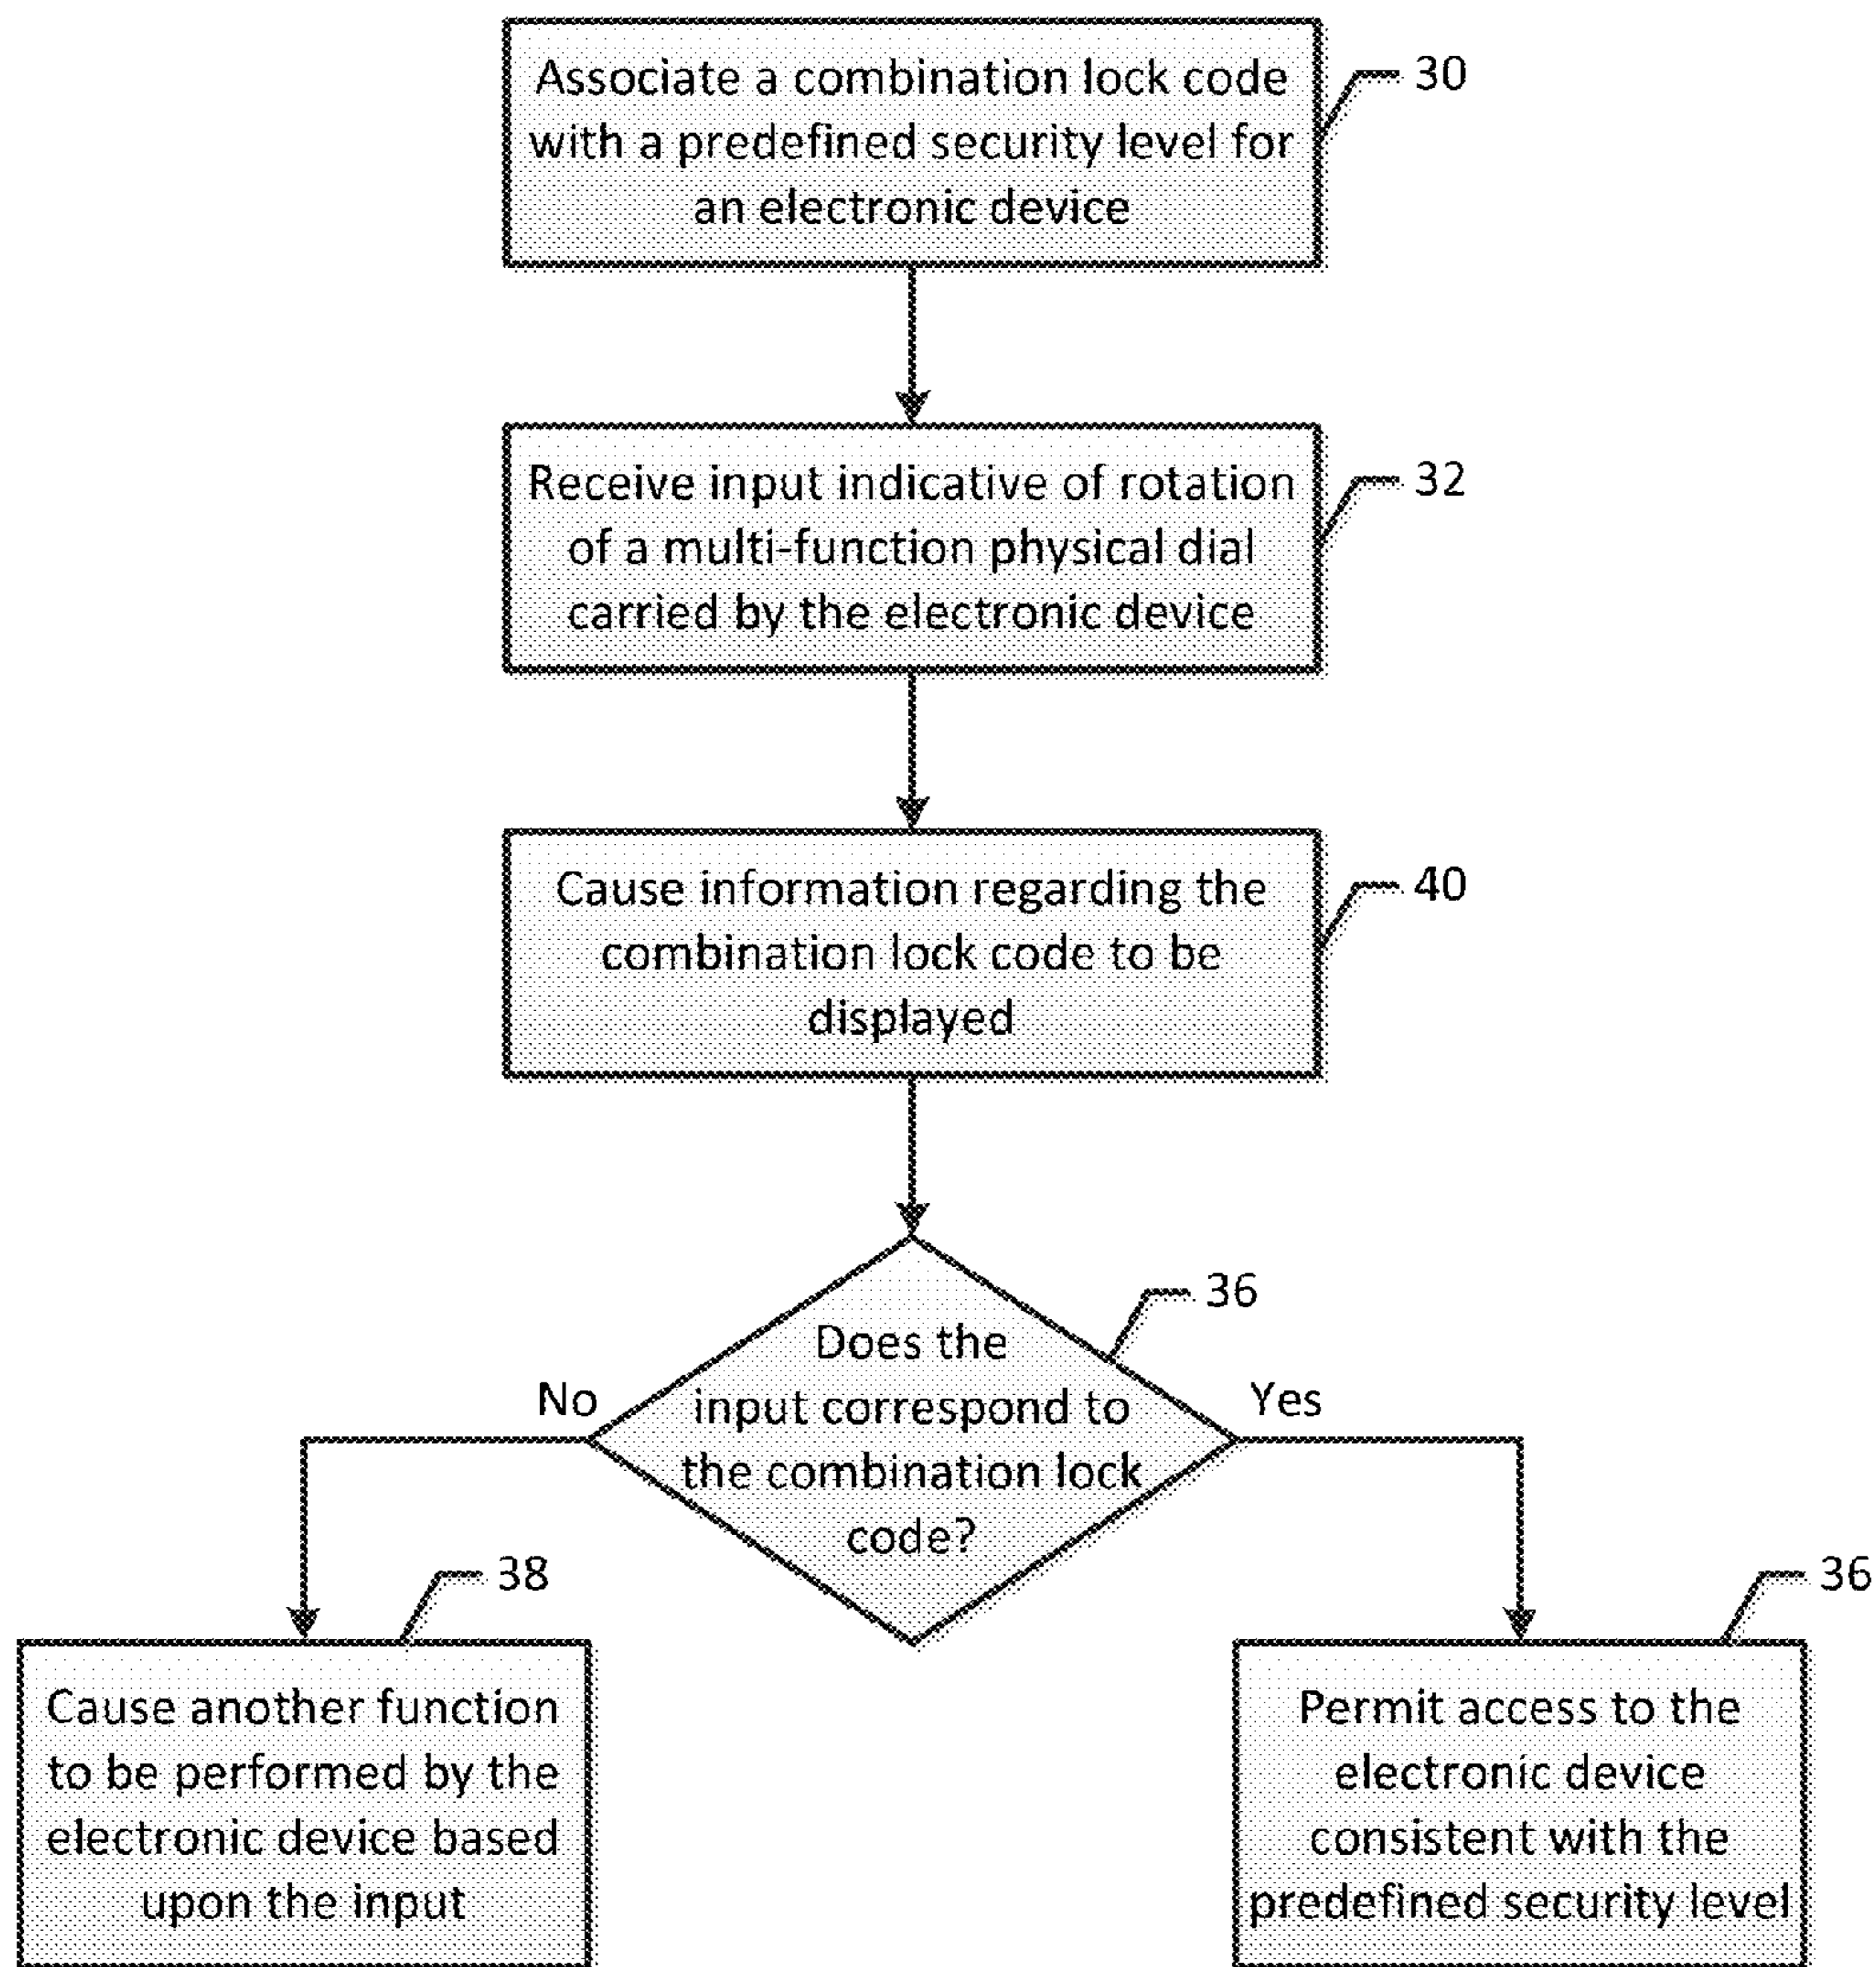 Associate a combination lock code
with a predefined security level for
an electronic device
30
Receive input indicative of rotation
of a multi-function physical dial
carried by the electronic device
32
Cause information regarding the
combination lock code to be
displayed
40
36
Does the
input correspond to
the combination lock
code?
No
Yes
38
Cause another function
to be performed by the
electronic device based
upon the input
36
Permit access to the
electronic device
consistent with the
predefined security level